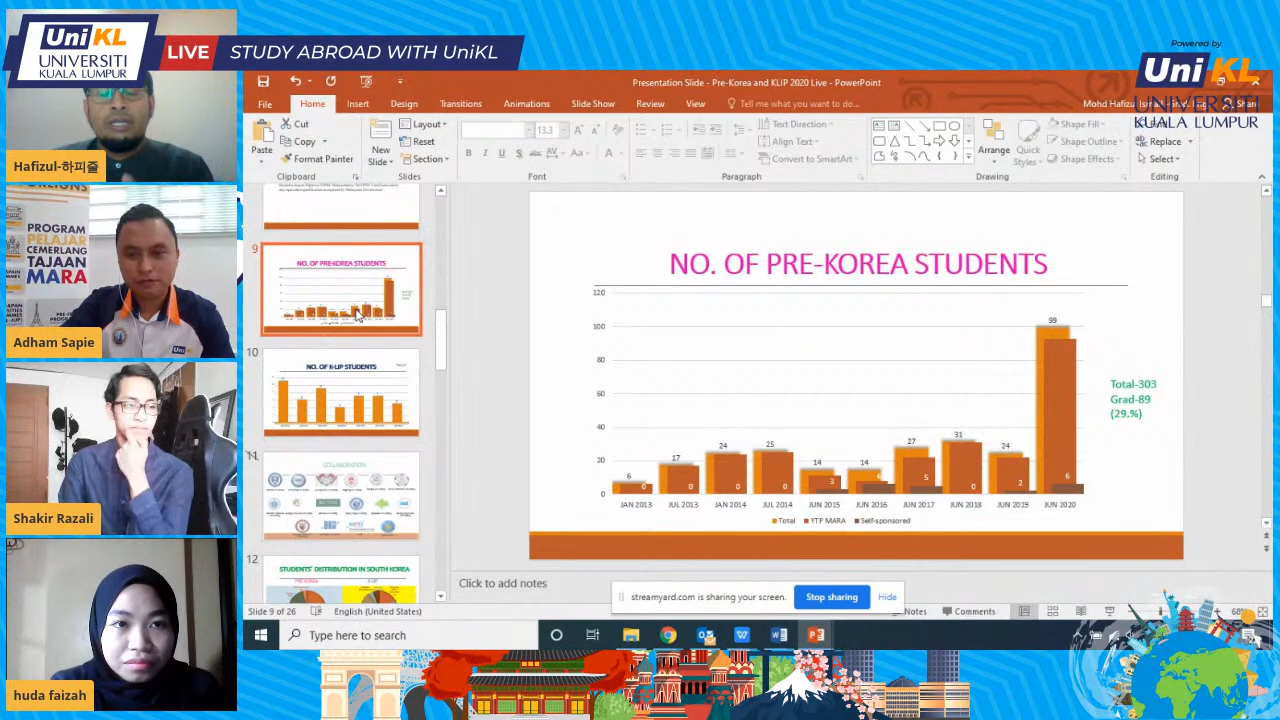 UniKL
UNIVERSITI
KUALA LUMPUR
LIVE
STUDY ABROAD WITH UniKL
Powered by
UniKL
UNIVERSITI
KUALA LUMPUR
Hafizul-하피줄
PROGRAM
PELAJAR
CEMERLANG
TAJAAN
MARA
Adham Sapie
Shakir Razali
huda faizah
Presentation Slide - Pre-Korea and KLIP 2020 Live - PowerPoint
File Home Insert Design Transitions Animations Slide Show Review View Tell me what you want to do...
Share
Paste
Cut
Copy
Format Painter
Clipboard
New
Slide
Layout
Reset
Section
Slides
13.3
Font
Text Direction
Align Text
Convert to SmartArt
Paragraph
Arrange
Quick
Styles
Shape Fill
Shape Outline
Shape Effects
Drawing
Replace
Select
Editing
9
NO. OF PRE-KOREA STUDENTS
10
NO. OF K-LIP STUDENTS
11
COLLABORATION
12
STUDENTS' DISTRIBUTION IN SOUTH KOREA
NO. OF PRE-KOREA STUDENTS
120
100
80
60
40
20
0
6 17 24 25 14 14 27 31 24 99
0 0 0 0 3 6 5 0 2 6
JAN 2013 JUL 2013 JAN 2014 JUL 2014 JUN 2015 JUN 2016 JUN 2017 JUN 2018 JUN 2019 JUN 2020
Total YTP MARA Self-sponsored
Total-303
Grad-89
(29.%)
Click to add notes
streamyard.com is sharing your screen. Stop sharing Hide
Slide 9 of 26 English (United States) Notes Comments
Type here to search